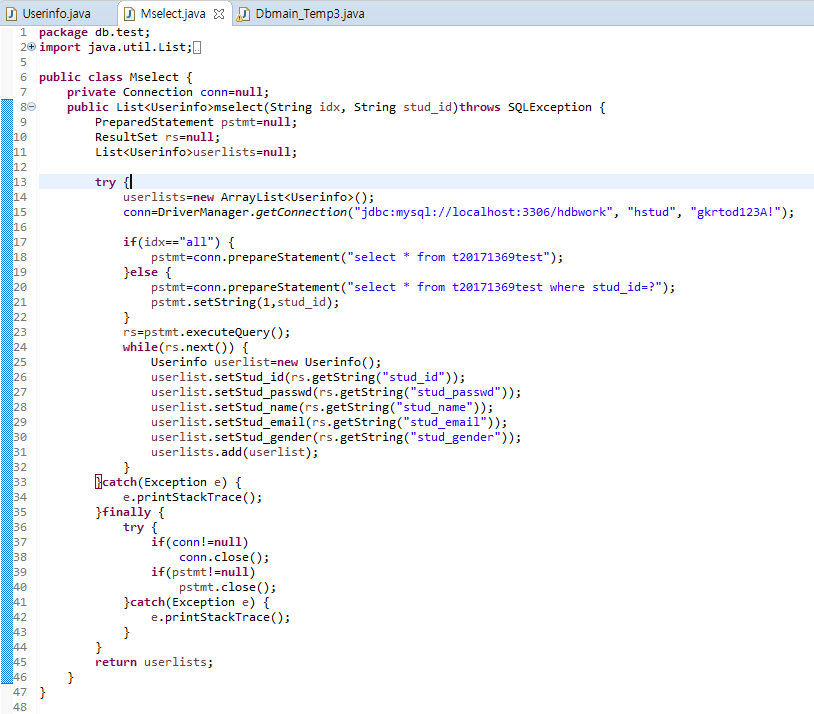 Userinfo.java Mselect.java Dbmain_Temp3.java
1 package db.test;
2 import java.util.List;
5
6 public class Mselect {
7     private Connection conn=null;
8     public List<Userinfo>mselect(String idx, String stud_id)throws SQLException {
9         PreparedStatement pstmt=null;
10         ResultSet rs=null;
11         List<Userinfo>userlists=null;
12
13         try {
14             userlists=new ArrayList<Userinfo>();
15             conn=DriverManager.getConnection("jdbc:mysql://localhost:3306/hdbwork", "hstud", "gkrtod123A!");
16
17             if(idx=="all") {
18                 pstmt=conn.prepareStatement("select * from t20171369test");
19             }else {
20                 pstmt=conn.prepareStatement("select * from t20171369test where stud_id=?");
21                 pstmt.setString(1,stud_id);
22             }
23             rs=pstmt.executeQuery();
24             while(rs.next()) {
25                 Userinfo userlist=new Userinfo();
26                 userlist.setStud_id(rs.getString("stud_id"));
27                 userlist.setStud_passwd(rs.getString("stud_passwd"));
28                 userlist.setStud_name(rs.getString("stud_name"));
29                 userlist.setStud_email(rs.getString("stud_email"));
30                 userlist.setStud_gender(rs.getString("stud_gender"));
31                 userlists.add(userlist);
32             }
33         }catch(Exception e) {
34             e.printStackTrace();
35         }finally {
36             try {
37                 if(conn!=null)
38                     conn.close();
39                 if(pstmt!=null)
40                     pstmt.close();
41             }catch(Exception e) {
42                 e.printStackTrace();
43             }
44         }
45         return userlists;
46     }
47 }
48